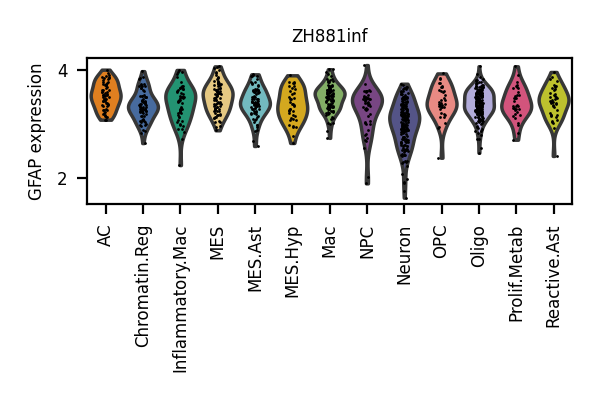 ZH881inf
GFAP expression
4
2
AC
Chromatin.Reg
Inflammatory.Mac
MES
MES.Ast
MES.Hyp
Mac
NPC
Neuron
OPC
Oligo
Prolif.Metab
Reactive.Ast